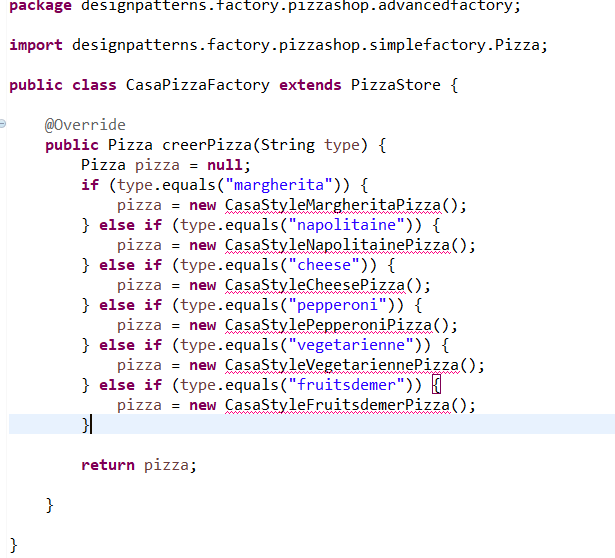 package designpatterns.factory.pizzashop.advancedfactory;
import designpatterns.factory.pizzashop.simplefactory.Pizza;
public class CasaPizzaFactory extends PizzaStore {
@Override
public Pizza creerPizza(String type) {
Pizza pizza = null;
if (type.equals("margherita")) {
pizza = new CasaStyleMargheritaPizza();
} else if (type.equals("napolitaine")) {
pizza = new CasaStyleNapolitainePizza();
} else if (type.equals("cheese")) {
pizza = new CasaStyleCheesePizza();
} else if (type.equals("pepperoni")) {
pizza = new CasaStylePepperoniPizza();
} else if (type.equals("vegetarienne")) {
pizza = new CasaStyleVegetariennePizza();
} else if (type.equals("fruitsdemer")) {
pizza = new CasaStyleFruitsdemerPizza();
}
return pizza;
}
}